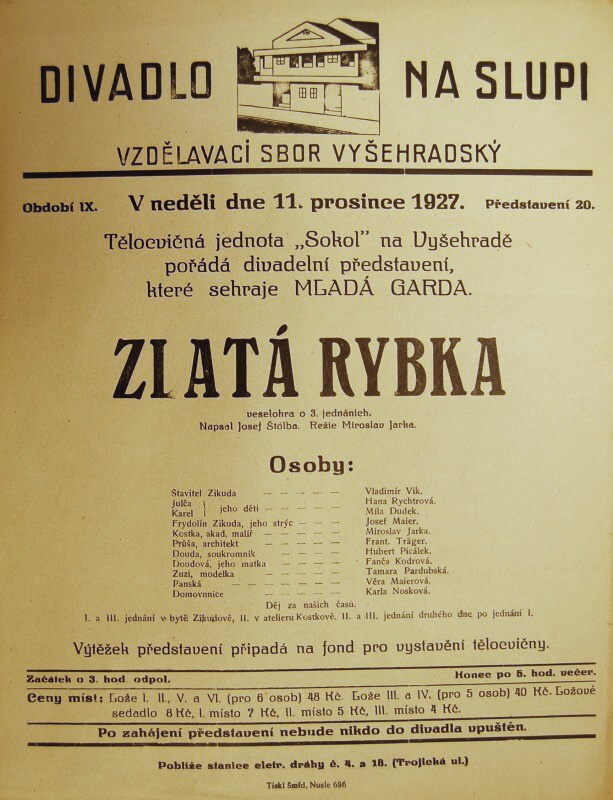 DIVADLO NA SLUPI
VZDĚLAVACÍ SBOR VYŠEHRADSKÝ
Období IX. V neděli dne 11. prosince 1927. Představení 20.
Tělocvičná jednota „Sokol" na Vyšehradě
pořádá divadelní představení,
které sehraje MLADÁ GARDA.
ZLATÁ RYBKA
veselohra o 3. jednáních.
Napsal Josef Štolba. Režie Miroslav Jarka.
Osoby:
Stavitel Zikuda — — — — — Vladimír Vik.
Julča } jeho děti — — — — Hana Rychtrová.
Karel Míla Dudek.
Frydolín Zikuda, jeho strýc — — — — Josef Maier.
Kostka, akad. malíř — — — — — Miroslav Jarka.
Průša, architekt — — — — — Frant. Träger.
Douda, soukromník — — — — Hubert Picálek.
Doudová, jeho matka — — — — Fanča Kodrová.
Zuzi, modelka — — — — — Tamara Pardubská.
Panská — — — — — — Věra Maierová.
Domovnice — — — — — Karla Nosková.
Děj za našich časů.
I. a III. jednání v bytě Zikudově, II. v atelieru Kostkově, II. a III. jednání druhého dne po jednání I.
Výtěžek představení připadá na fond pro vystavění tělocvičny.
Začátek o 3. hod. odpol. Konec po 5. hod. večer.
Ceny míst: Lože I. II., V. a VI. (pro 6 osob) 48 Kč. Lože III. a IV. (pro 5 osob) 40 Kč. Ložové
sedadlo 8 Kč, I. místo 7 Kč, II. místo 5 Kč, III. místo 4 Kč.
Po zahájení představení nebude nikdo do divadla vpuštěn.
Poblíže stanice eletr. dráhy č. 4. a 18. (Trojická ul.)
Tiskl Šmíd, Nusle 686